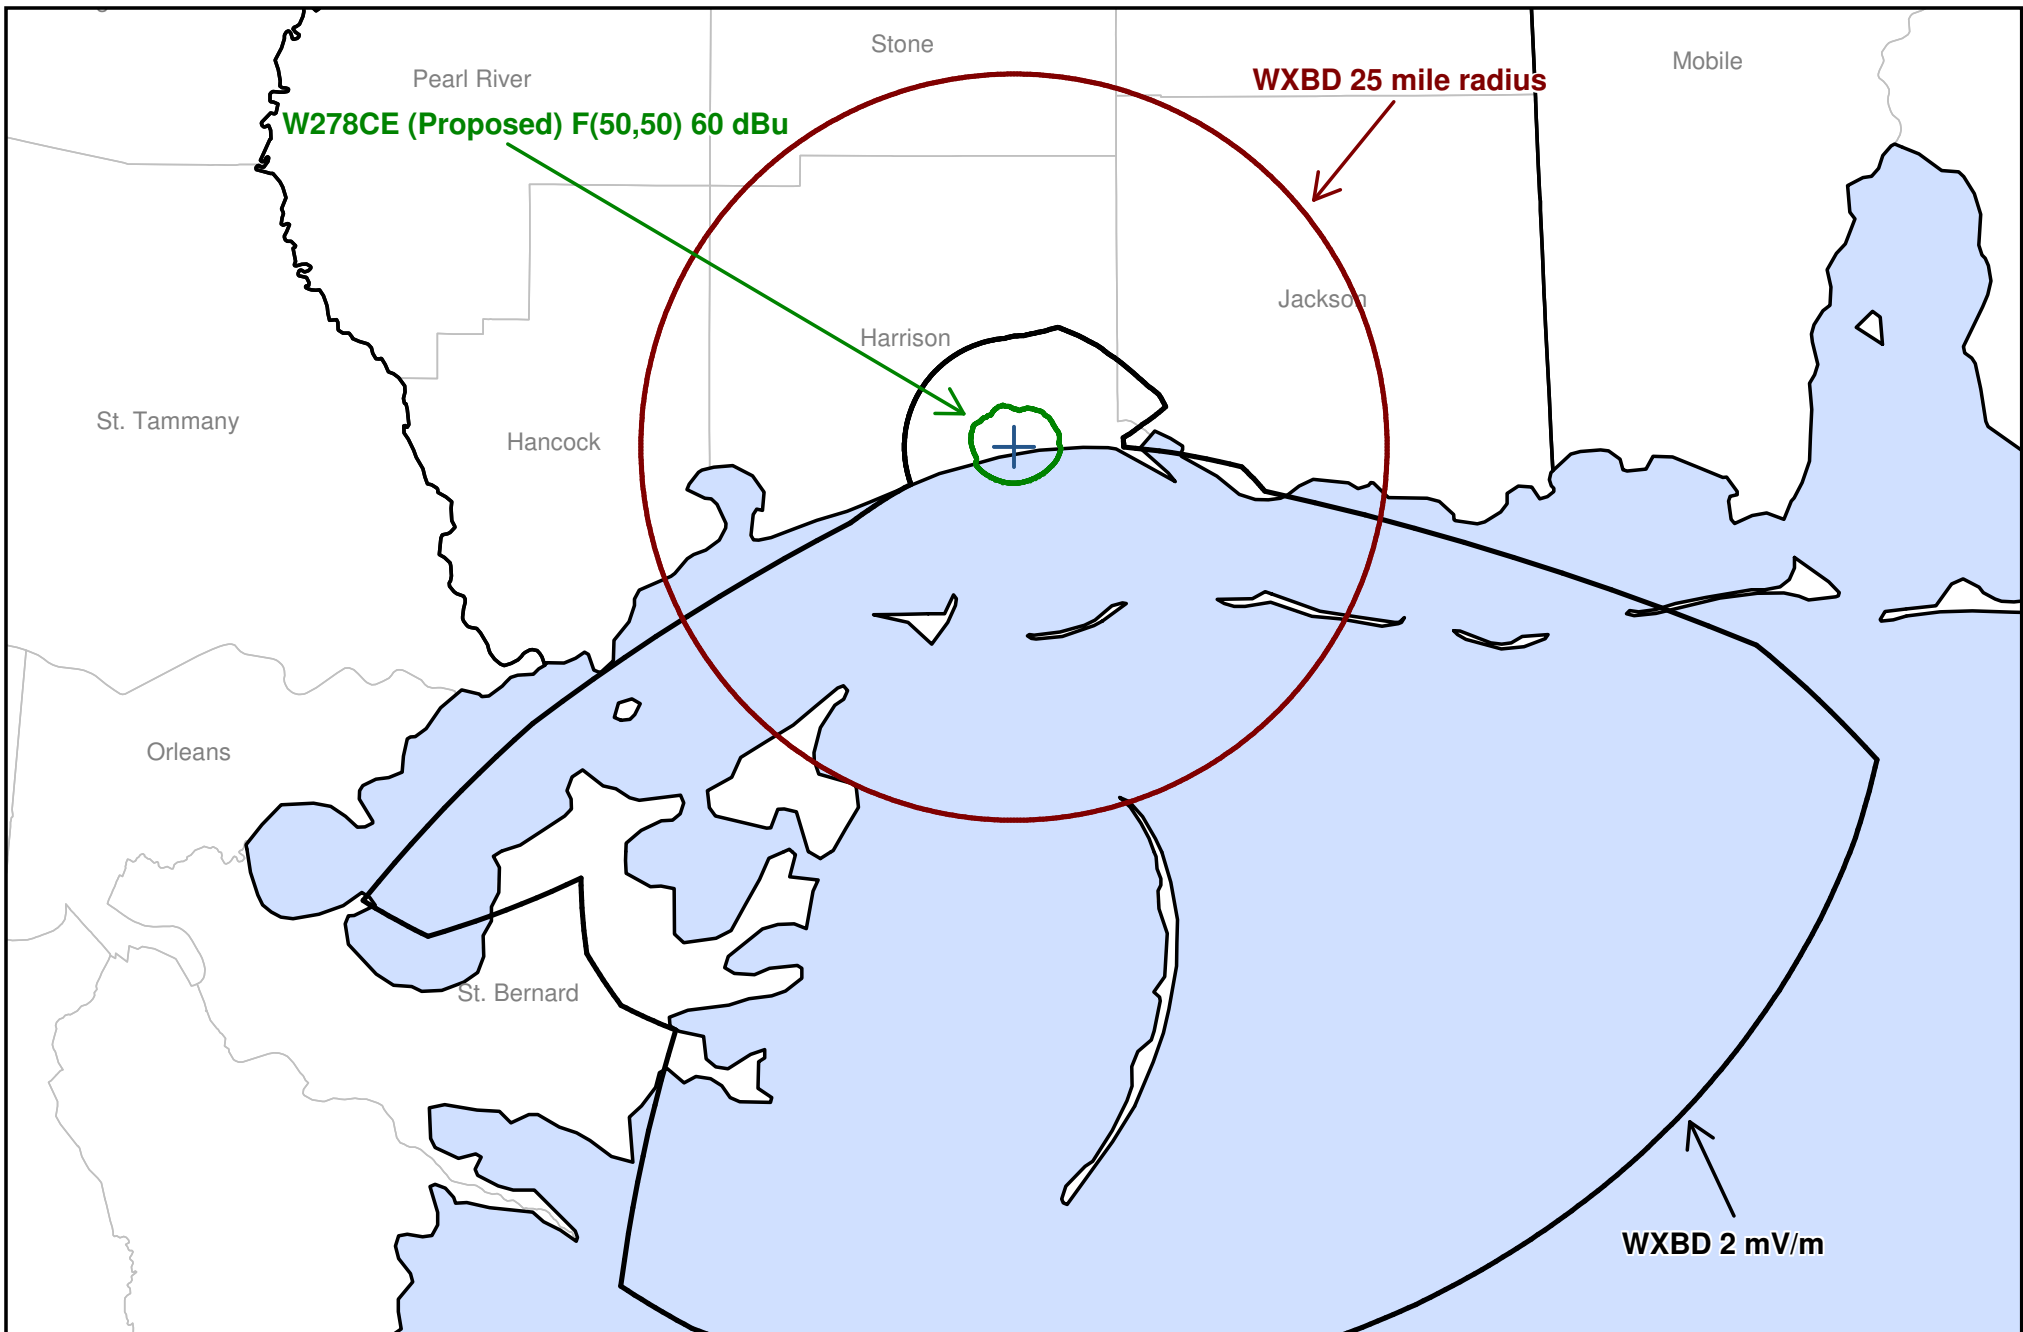 Stone
Mobile
Pearl River
WXBD 25 mile radius
W278CE (Proposed) F(50,50) 60 dBu
Jackson
Harrison
St. Tammany
Hancock
Orleans
St. Bernard
WXBD 2 mV/m